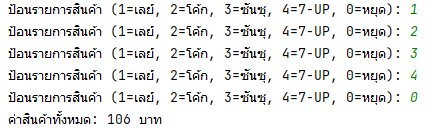 ป้อนรายการสินค้า (1=เลย์, 2=โค้ก, 3=ซันซุ, 4=7-UP, 0=หยุด): 1
ป้อนรายการสินค้า (1=เลย์, 2=โค้ก, 3=ซันซุ, 4=7-UP, 0=หยุด): 2
ป้อนรายการสินค้า (1=เลย์, 2=โค้ก, 3=ซันซุ, 4=7-UP, 0=หยุด): 3
ป้อนรายการสินค้า (1=เลย์, 2=โค้ก, 3=ซันซุ, 4=7-UP, 0=หยุด): 4
ป้อนรายการสินค้า (1=เลย์, 2=โค้ก, 3=ซันซุ, 4=7-UP, 0=หยุด): 0
ค่าสินค้าทั้งหมด: 106 บาท